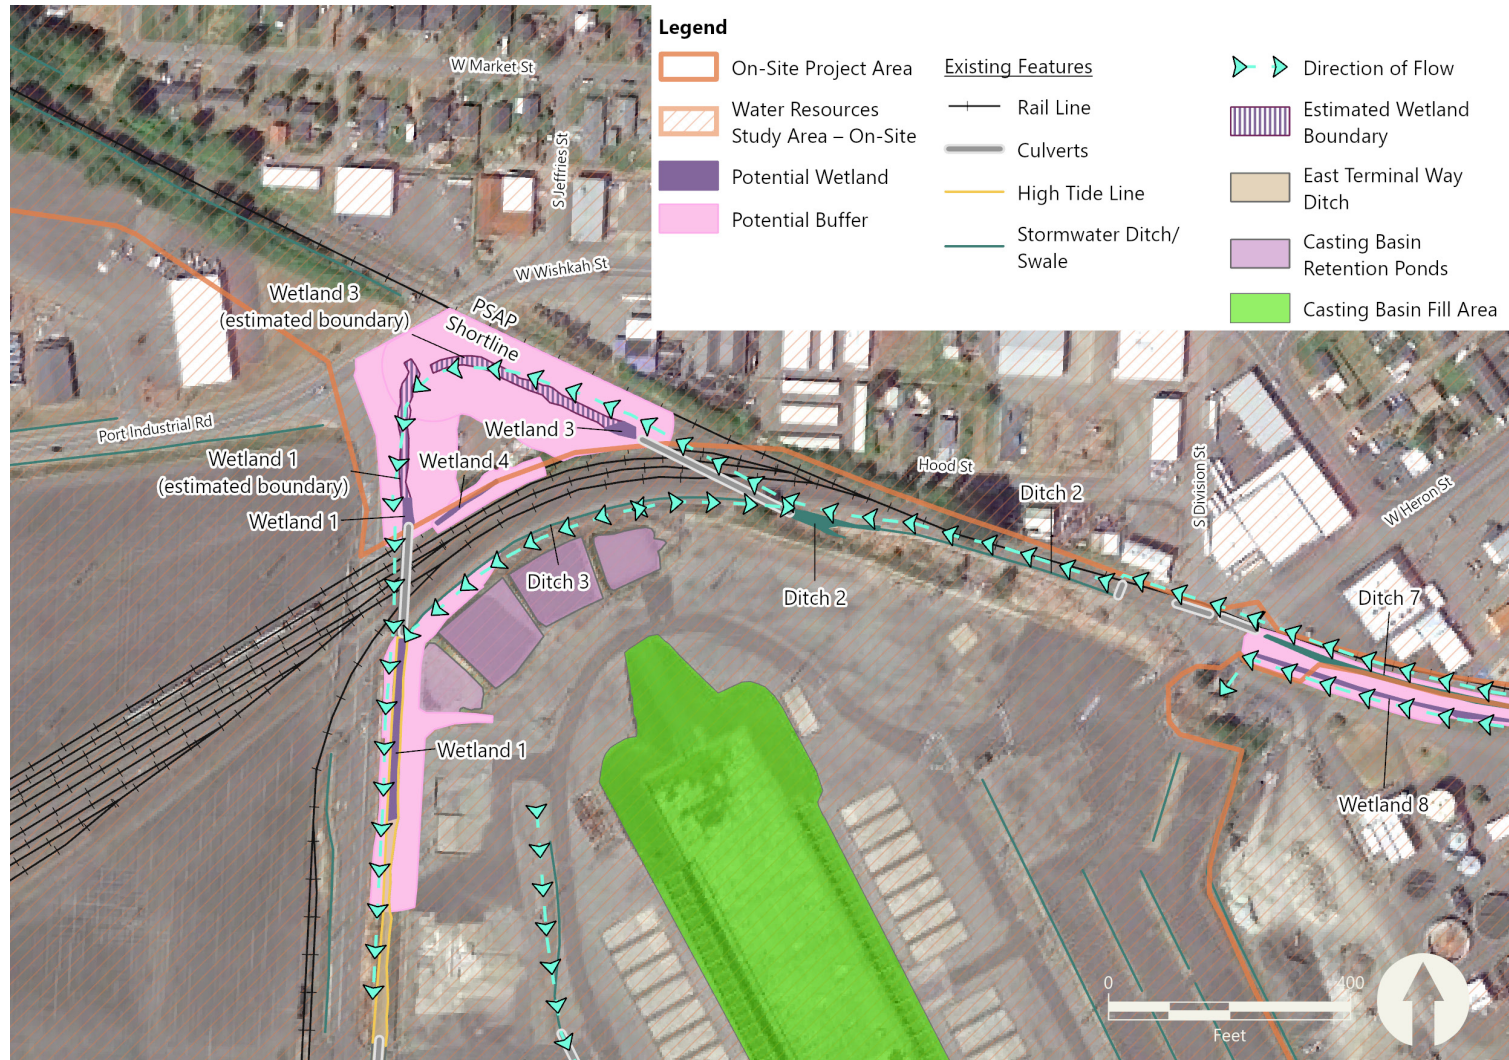 Legend
On-Site Project Area
Water Resources
Study Area – On-Site
Potential Wetland
Potential Buffer
Existing Features
Rail Line
Culverts
High Tide Line
Stormwater Ditch/
Swale
Direction of Flow
Estimated Wetland
Boundary
East Terminal Way
Ditch
Casting Basin
Retention Ponds
Casting Basin Fill Area
W Market St
S Jeffries St
W Wishkah St
PSAP
Shortline
Wetland 3
(estimated boundary)
Port Industrial Rd
Wetland 3
Wetland 4
Wetland 1
(estimated boundary)
Wetland 1
Hood St
Ditch 2
S Division St
W Heron St
Ditch 3
Ditch 2
Ditch 7
Wetland 1
Wetland 8
0
400
Feet